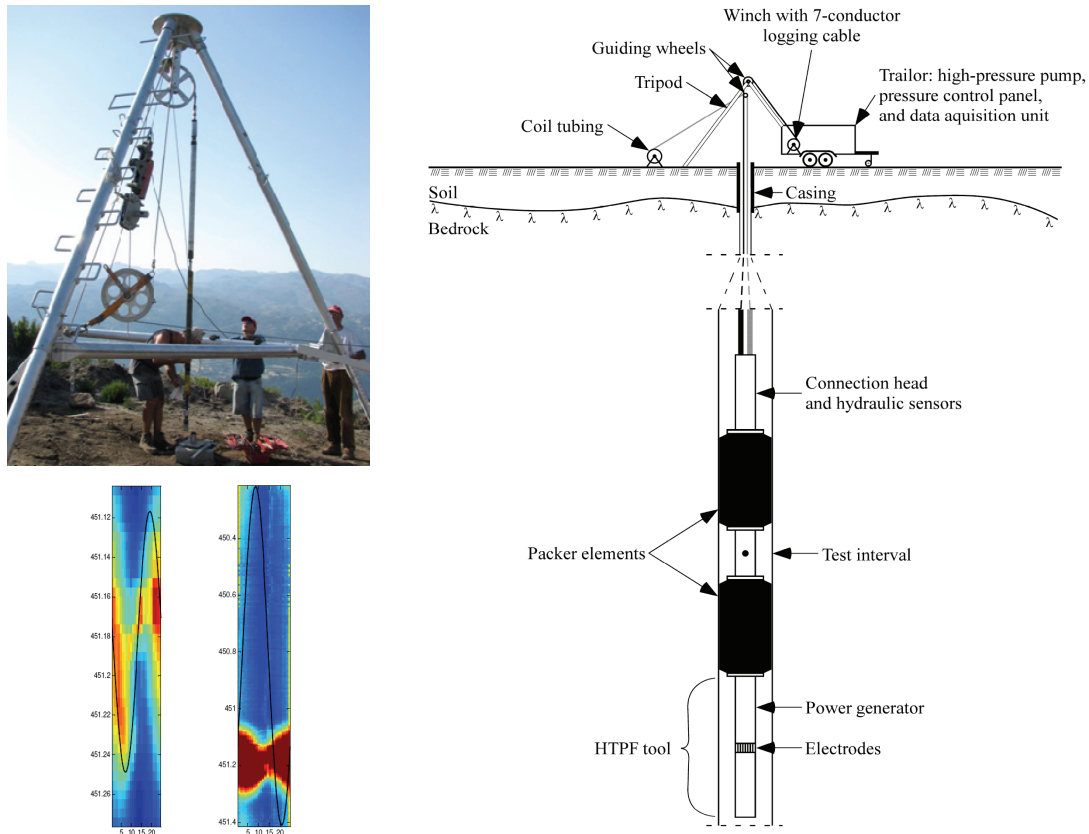 Winch with 7-conductor
logging cable
Guiding wheels
Tripod
Trailor: high-pressure pump,
pressure control panel,
and data aquisition unit
Coil tubing
Soil
Casing
Bedrock
Connection head
and hydraulic sensors
Packer elements
Test interval
Power generator
HTPF tool
Electrodes
451.12
451.14
451.16
451.18
451.2
451.22
451.24
451.26
5 10 15 20
450.4
450.6
450.8
451
451.2
451.4
5 10 15 20